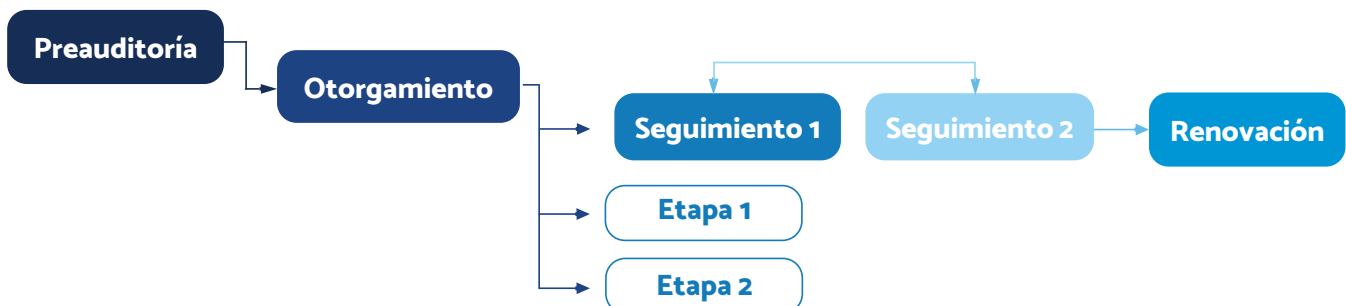 Preauditoría
Otorgamiento
Seguimiento 1
Seguimiento 2
Renovación
Etapa 1
Etapa 2